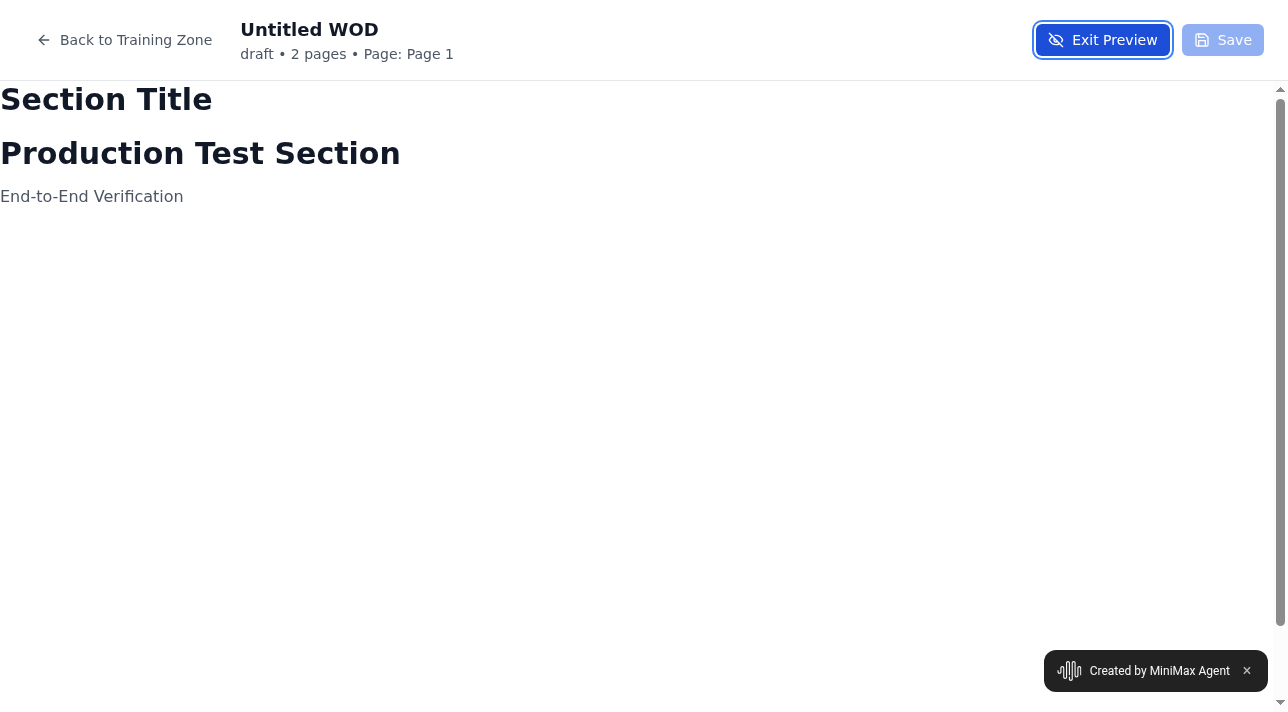 Back to Training Zone
Untitled WOD
draft • 2 pages • Page: Page 1
Exit Preview
Save
Section Title
Production Test Section
End-to-End Verification
Created by MiniMax Agent ×